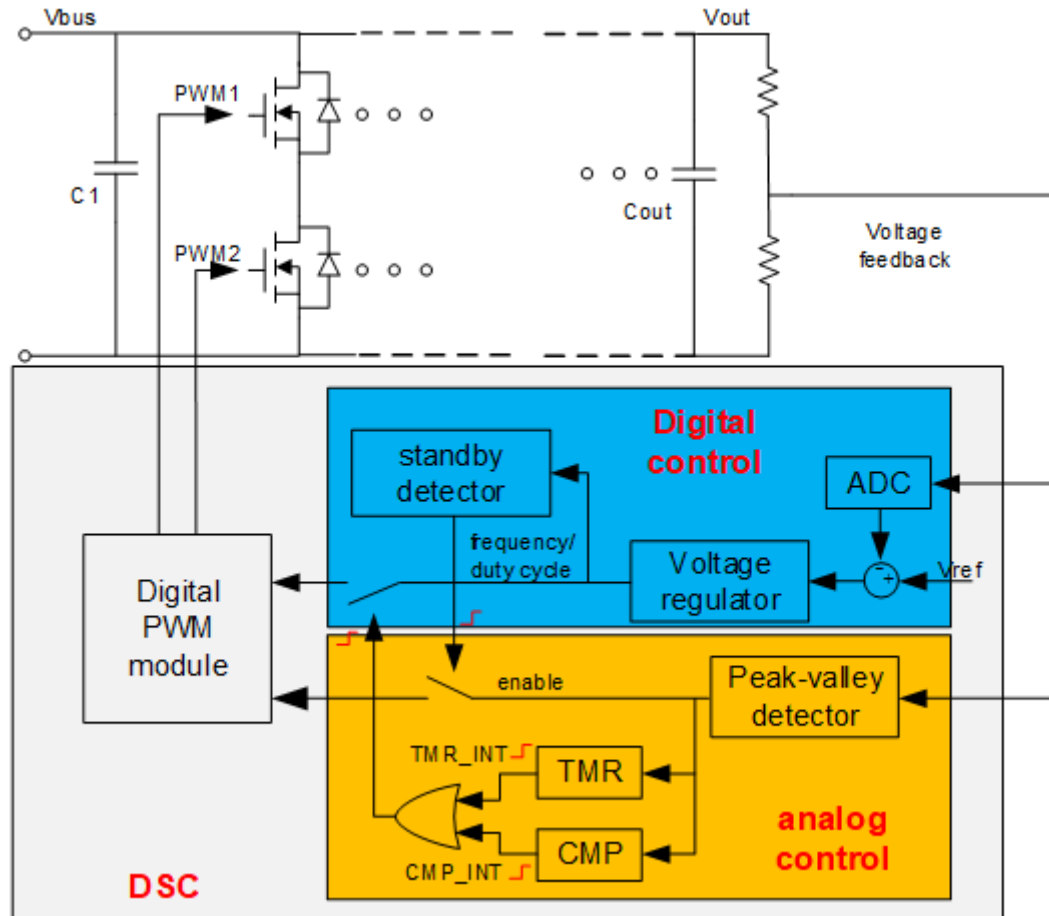 Vbus
Vout
PWM1
C1
Cout
PWM2
Voltage
feedback
Digital
control
standby
detector
ADC
frequency/
duty cycle
Voltage
regulator
-
+
Vref
Digital
PWM
module
enable
Peak-valley
detector
TMR_INT
TMR
CMP
CMP_INT
analog
control
DSC